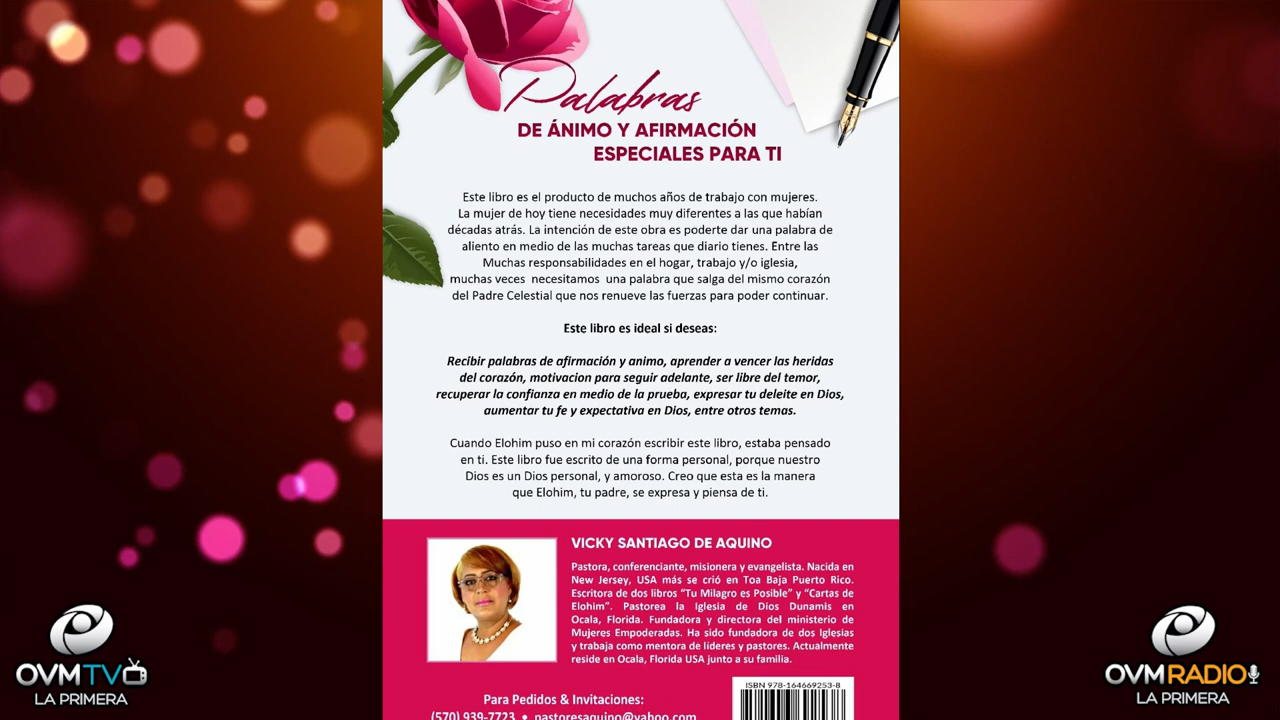 Palabras
DE ÁNIMO Y AFIRMACIÓN
ESPECIALES PARA TI
Este libro es el producto de muchos años de trabajo con mujeres.
La mujer de hoy tiene necesidades muy diferentes a las que habían
décadas atrás. La intención de este obra es poderte dar una palabra de
aliento en medio de las muchas tareas que diario tienes. Entre las
Muchas responsabilidades en el hogar, trabajo y/o iglesia,
muchas veces necesitamos una palabra que salga del mismo corazón
del Padre Celestial que nos renueve las fuerzas para poder continuar.
Este libro es ideal si deseas:
Recibir palabras de afirmación y animo, aprender a vencer las heridas
del corazón, motivacion para seguir adelante, ser libre del temor,
recuperar la confianza en medio de la prueba, expresar tu deleite en Dios,
aumentar tu fe y expectativa en Dios, entre otros temas.
Cuando Elohim puso en mi corazón escribir este libro, estaba pensado
en ti. Este libro fue escrito de una forma personal, porque nuestro
Dios es un Dios personal, y amoroso. Creo que esta es la manera
que Elohim, tu padre, se expresa y piensa de ti.
VICKY SANTIAGO DE AQUINO
Pastora, conferenciante, misionera y evangelista. Nacida en
New Jersey, USA más se crió en Toa Baja Puerto Rico.
Escritora de dos libros “Tu Milagro es Posible” y “Cartas de
Elohim”. Pastorea la Iglesia de Dios Dunamis en
Ocala, Florida. Fundadora y directora del ministerio de
Mujeres Empoderadas. Ha sido fundadora de dos Iglesias
y trabaja como mentora de líderes y pastores. Actualmente
reside en Ocala, Florida USA junto a su familia.
ISBN 978-164669253-8
Para Pedidos & Invitaciones:
(570) 939-7723 • pastoresaquino@yahoo.com
OVMTV
LA PRIMERA
OVMRADIO
LA PRIMERA